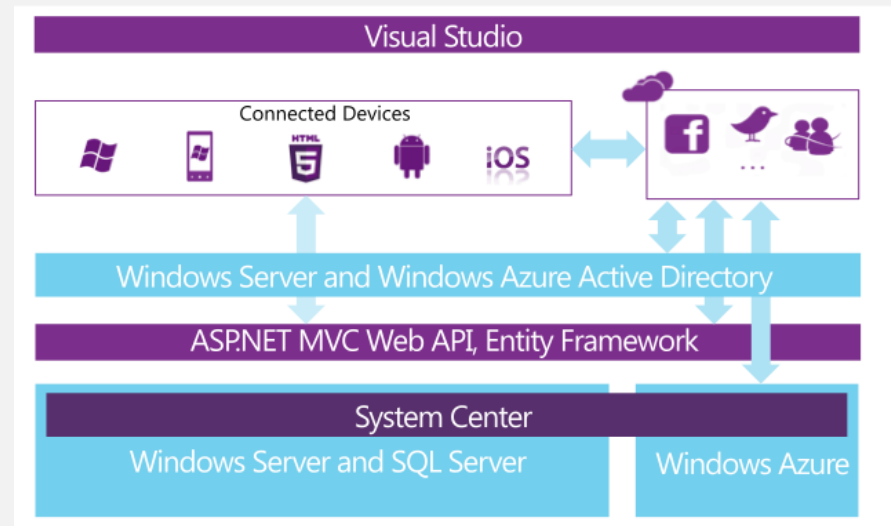 Visual Studio
Connected Devices
HTML
5
iOS
f
...
Windows Server and Windows Azure Active Directory
ASP.NET MVC Web API, Entity Framework
System Center
Windows Server and SQL Server
Windows Azure